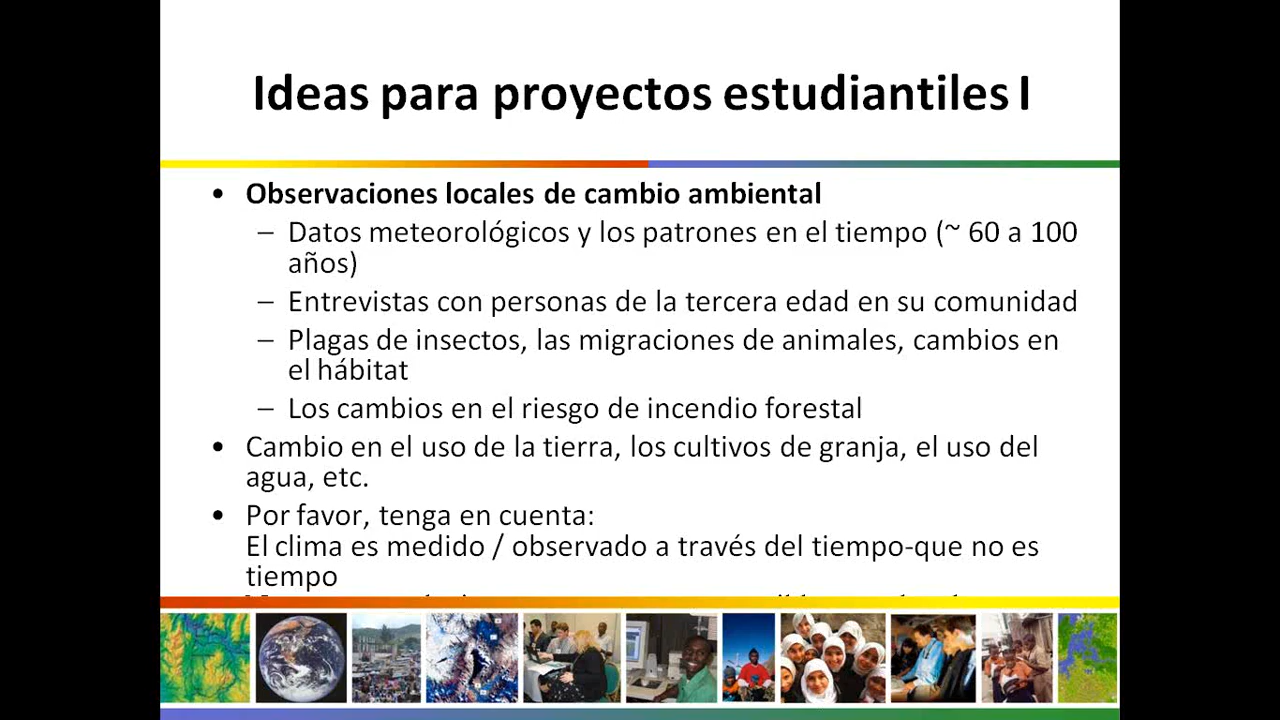 Ideas para proyectos estudiantiles I
• Observaciones locales de cambio ambiental
– Datos meteorológicos y los patrones en el tiempo (~ 60 a 100
años)
– Entrevistas con personas de la tercera edad en su comunidad
– Plagas de insectos, las migraciones de animales, cambios en
el hábitat
– Los cambios en el riesgo de incendio forestal
• Cambio en el uso de la tierra, los cultivos de granja, el uso del
agua, etc.
• Por favor, tenga en cuenta:
El clima es medido / observado a través del tiempo-que no es
tiempo